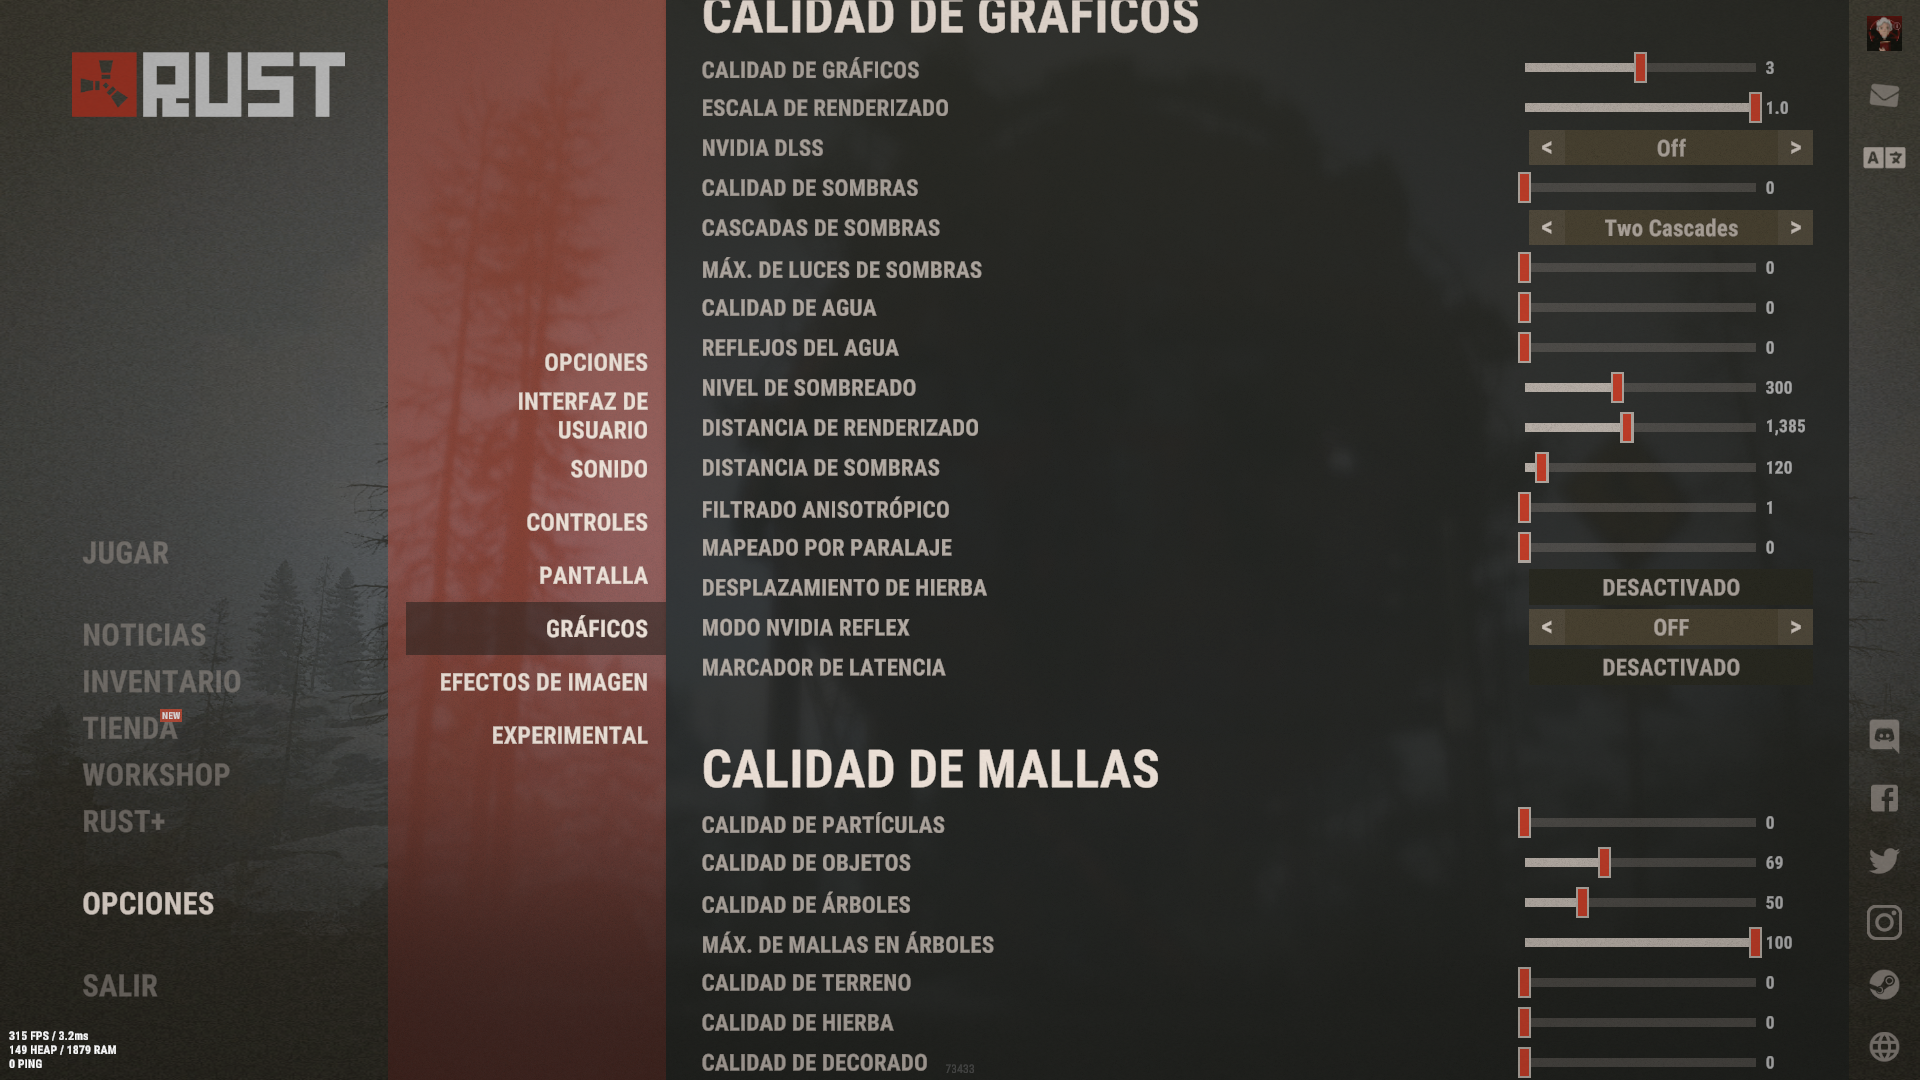 RUST
JUGAR
NOTICIAS
INVENTARIO
TIENDA NEW
WORKSHOP
RUST+
OPCIONES
SALIR
315 FPS / 3.2ms
149 HEAP / 1879 RAM
0 PING
OPCIONES
INTERFAZ DE
USUARIO
SONIDO
CONTROLES
PANTALLA
GRÁFICOS
EFECTOS DE IMAGEN
EXPERIMENTAL
CALIDAD DE GRÁFICOS
CALIDAD DE GRÁFICOS 3
ESCALA DE RENDERIZADO 1.0
NVIDIA DLSS < Off >
CALIDAD DE SOMBRAS 0
CASCADAS DE SOMBRAS < Two Cascades >
MÁX. DE LUCES DE SOMBRAS 0
CALIDAD DE AGUA 0
REFLEJOS DEL AGUA 0
NIVEL DE SOMBREADO 300
DISTANCIA DE RENDERIZADO 1,385
DISTANCIA DE SOMBRAS 120
FILTRADO ANISOTRÓPICO 1
MAPEADO POR PARALAJE 0
DESPLAZAMIENTO DE HIERBA DESACTIVADO
MODO NVIDIA REFLEX < OFF >
MARCADOR DE LATENCIA DESACTIVADO
CALIDAD DE MALLAS
CALIDAD DE PARTÍCULAS 0
CALIDAD DE OBJETOS 69
CALIDAD DE ÁRBOLES 50
MÁX. DE MALLAS EN ÁRBOLES 100
CALIDAD DE TERRENO 0
CALIDAD DE HIERBA 0
CALIDAD DE DECORADO 0
73433
A
文